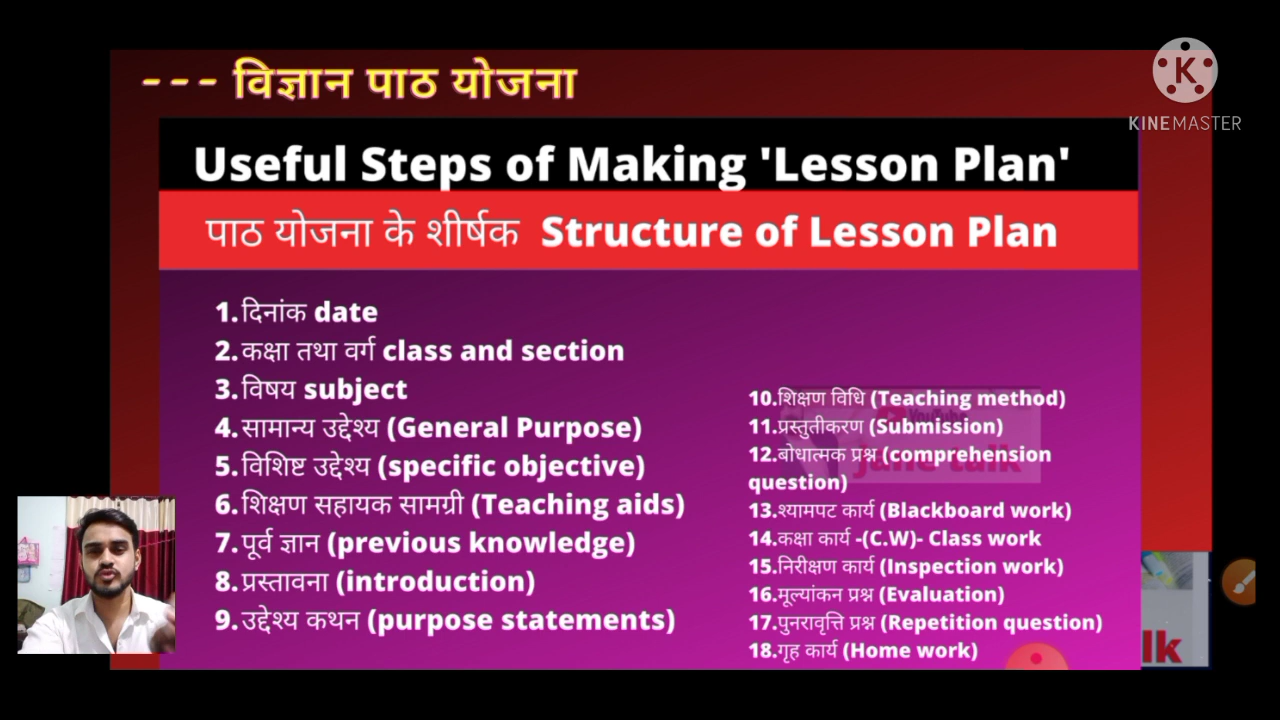 --- विज्ञान पाठ योजना
KINEMASTER
Useful Steps of Making 'Lesson Plan'
पाठ योजना के शीर्षक Structure of Lesson Plan
1.दिनांक date
2.कक्षा तथा वर्ग class and section
3.विषय subject
4.सामान्य उद्देश्य (General Purpose)
5.विशिष्ट उद्देश्य (specific objective)
6.शिक्षण सहायक सामग्री (Teaching aids)
7.पूर्व ज्ञान (previous knowledge)
8.प्रस्तावना (introduction)
9.उद्देश्य कथन (purpose statements)
10.शिक्षण विधि (Teaching method)
11.प्रस्तुतीकरण (Submission)
12.बोधात्मक प्रश्न (comprehension
question)
13.श्यामपट कार्य (Blackboard work)
14.कक्षा कार्य -(C.W)- Class work
15.निरीक्षण कार्य (Inspection work)
16.मूल्यांकन प्रश्न (Evaluation)
17.पुनरावृत्ति प्रश्न (Repetition question)
18.गृह कार्य (Home work)
YouTube
talk
lk